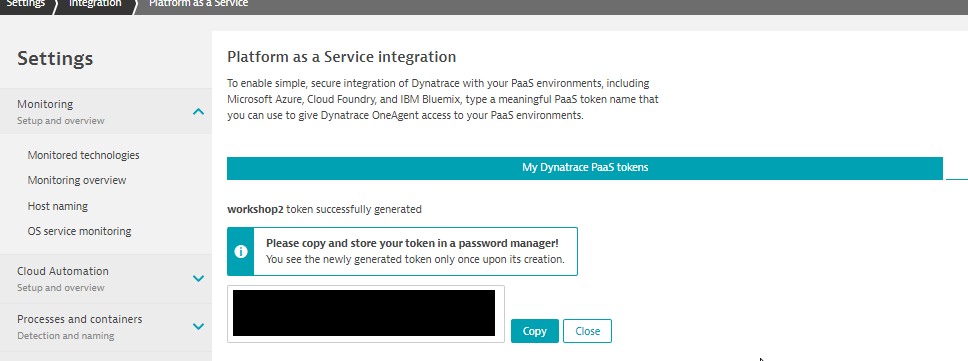 Settings
Integration
Platform as a Service
Settings
Monitoring
Setup and overview
Monitored technologies
Monitoring overview
Host naming
OS service monitoring
Cloud Automation
Setup and overview
Processes and containers
Detection and naming
Platform as a Service integration
To enable simple, secure integration of Dynatrace with your PaaS environments, including
Microsoft Azure, Cloud Foundry, and IBM Bluemix, type a meaningful PaaS token name that
you can use to give Dynatrace OneAgent access to your PaaS environments.
My Dynatrace PaaS tokens
workshop2 token successfully generated
Please copy and store your token in a password manager!
You see the newly generated token only once upon its creation.
Copy
Close